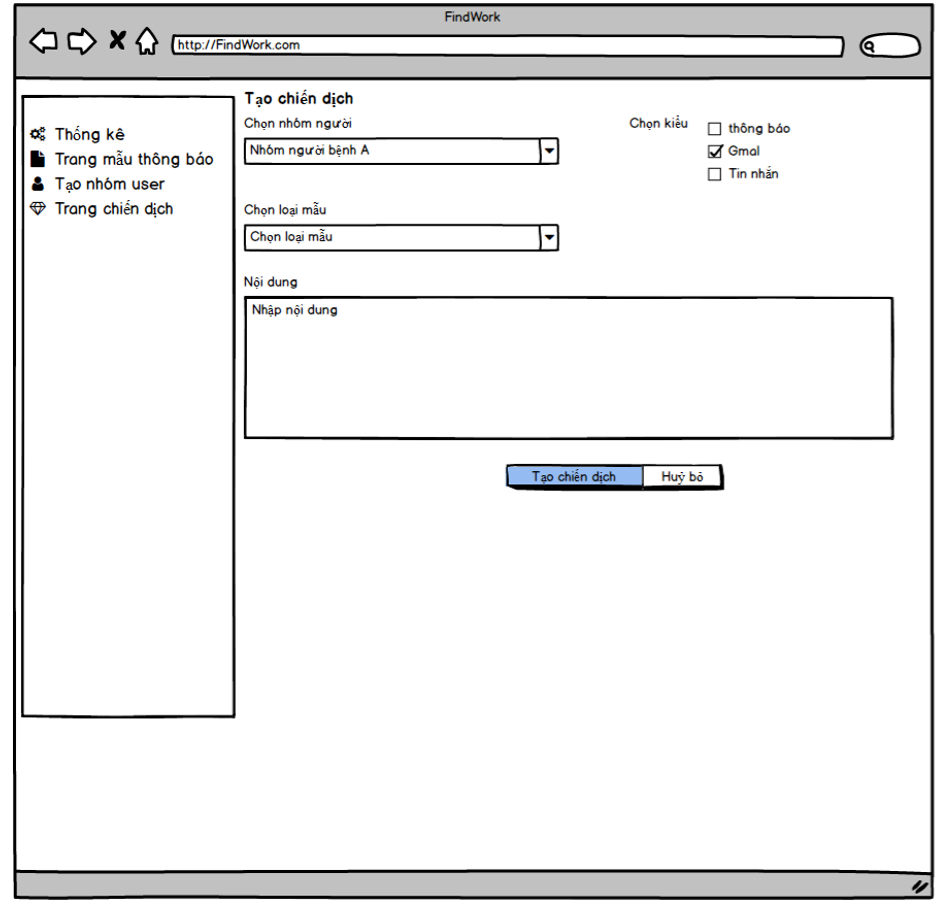 FindWork
http://FindWork.com
Thống kê
Trang mẫu thông báo
Tạo nhóm user
Trang chiến dịch
Tạo chiến dịch
Chọn nhóm người
Nhóm người bệnh A
Chọn kiểu
thông báo
Gmal
Tin nhắn
Chọn loại mẫu
Chọn loại mẫu
Nội dung
Nhập nội dung
Tạo chiến dịch
Huỷ bỏ